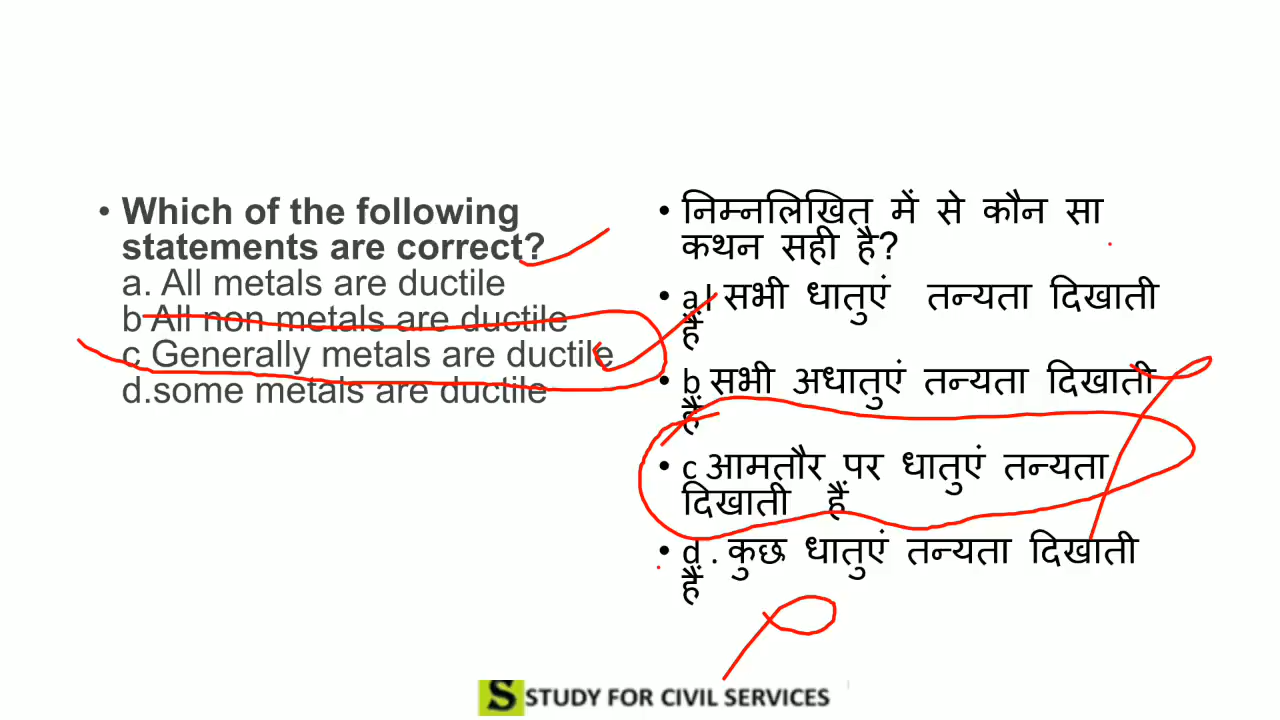 • Which of the following
statements are correct?
a. All metals are ductile
b All non metals are ductile
c Generally metals are ductile
d.some metals are ductile
• निम्नलिखित में से कौन सा
कथन सही है?
• a। सभी धातुएं तन्यता दिखाती
हैं
• b सभी अधातुएं तन्यता दिखाती
हैं
• c आमतौर पर धातुएं तन्यता
दिखाती हैं
• d . कुछ धातुएं तन्यता दिखाती
हैं
S STUDY FOR CIVIL SERVICES